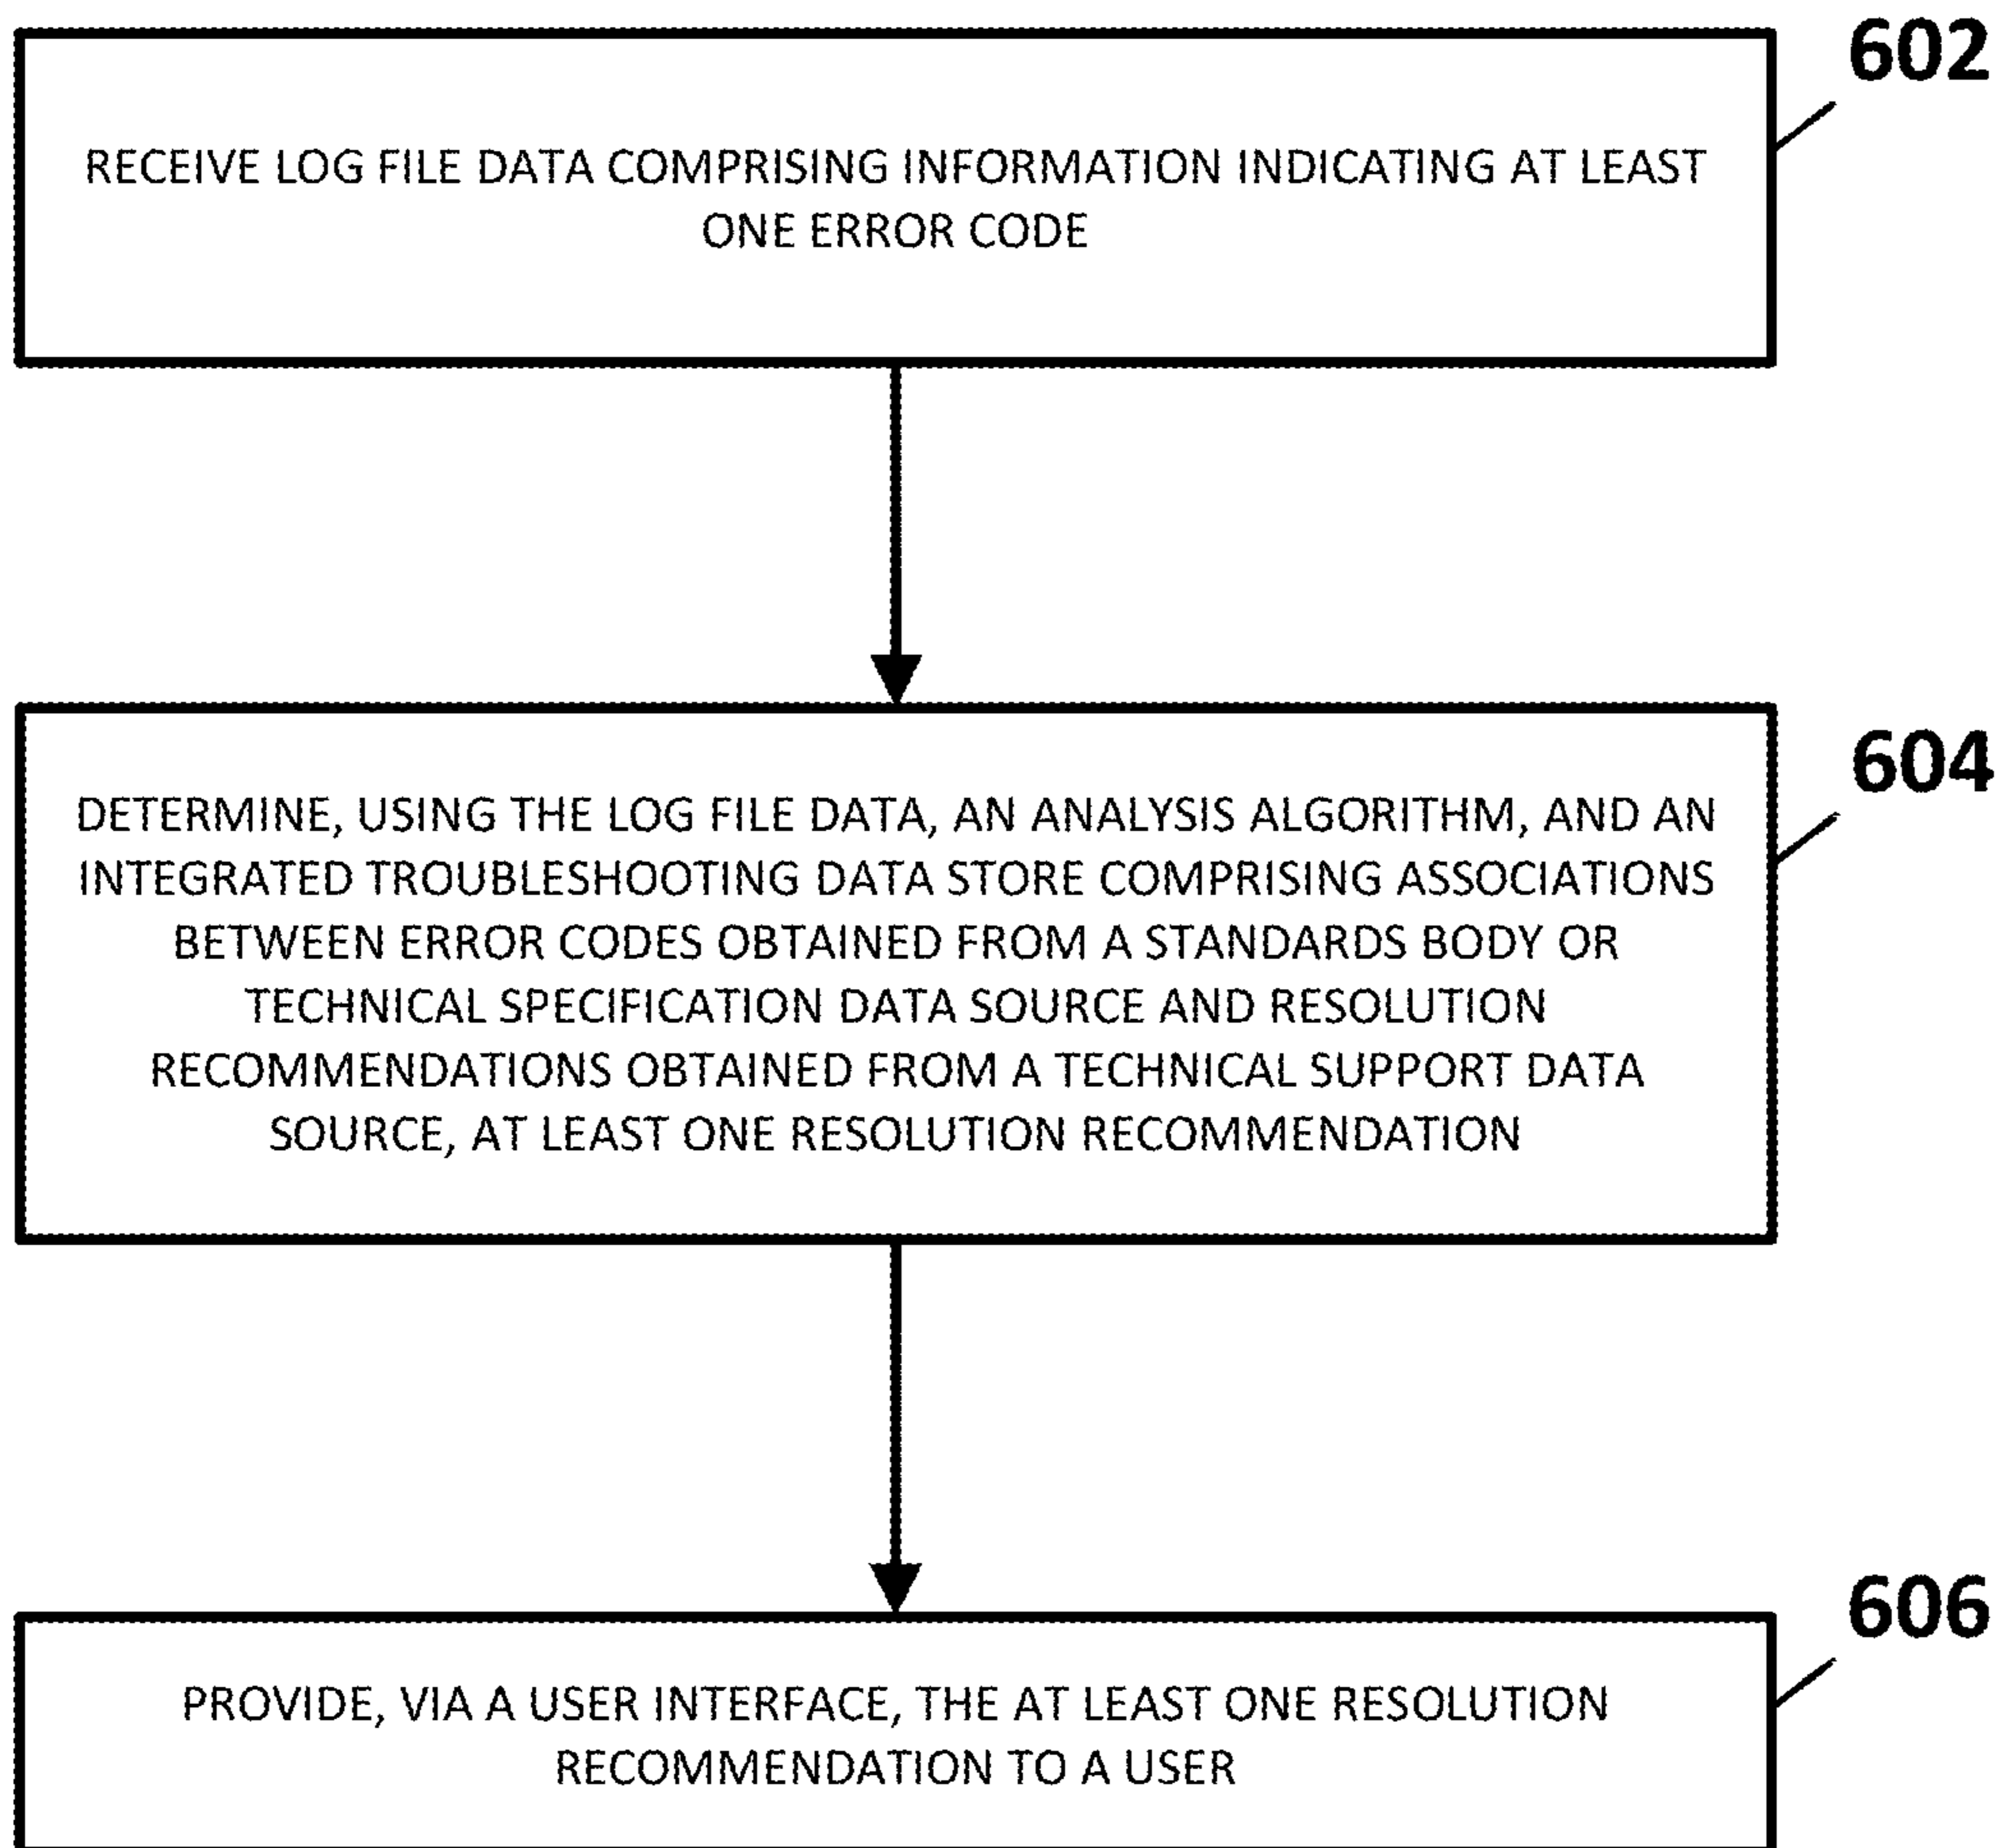 602
RECEIVE LOG FILE DATA COMPRISING INFORMATION INDICATING AT LEAST
ONE ERROR CODE
604
DETERMINE, USING THE LOG FILE DATA, AN ANALYSIS ALGORITHM, AND AN
INTEGRATED TROUBLESHOOTING DATA STORE COMPRISING ASSOCIATIONS
BETWEEN ERROR CODES OBTAINED FROM A STANDARDS BODY OR
TECHNICAL SPECIFICATION DATA SOURCE AND RESOLUTION
RECOMMENDATIONS OBTAINED FROM A TECHNICAL SUPPORT DATA
SOURCE, AT LEAST ONE RESOLUTION RECOMMENDATION
606
PROVIDE, VIA A USER INTERFACE, THE AT LEAST ONE RESOLUTION
RECOMMENDATION TO A USER